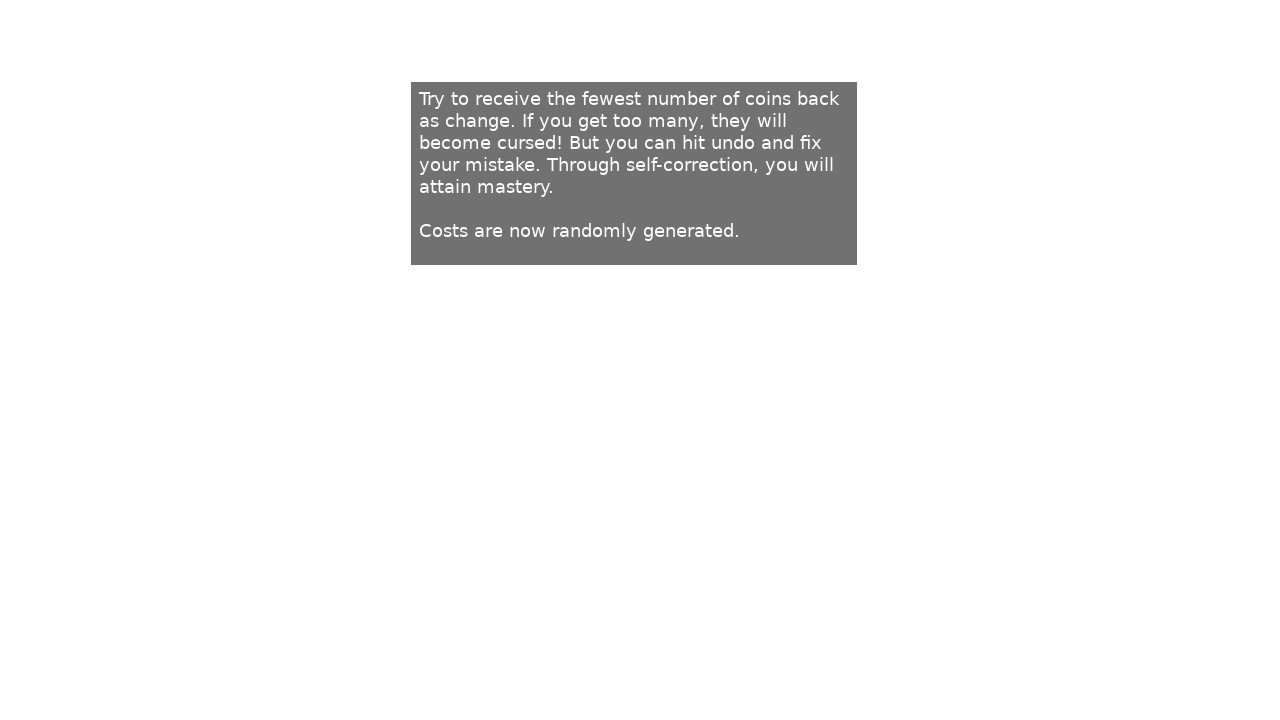 Try to receive the fewest number of coins back
as change. If you get too many, they will
become cursed! But you can hit undo and fix
your mistake. Through self-correction, you will
attain mastery.
Costs are now randomly generated.